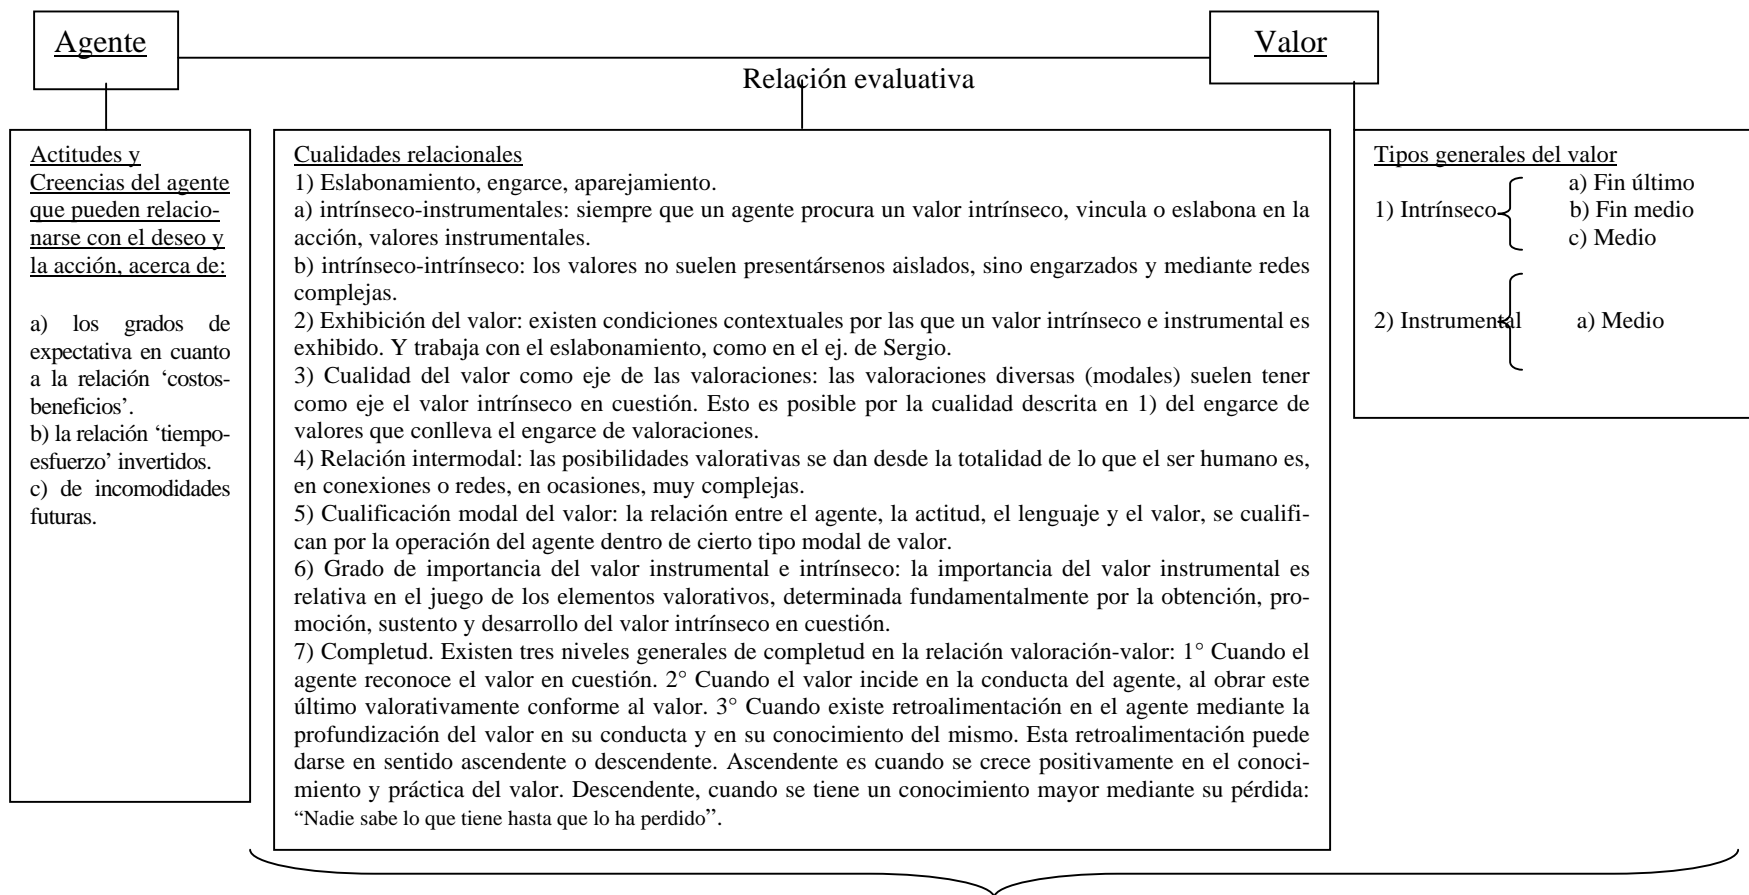 Agente
Valor
Relación evaluativa
Actitudes y
Creencias del agente
que pueden relacio-
narse con el deseo y
la acción, acerca de:
a) los grados de
expectativa en cuanto
a la relación ‘costos-
beneficios’.
b) la relación ‘tiempo-
esfuerzo’ invertidos.
c) de incomodidades
futuras.
Cualidades relacionales
1) Eslabonamiento, engarce, aparejamiento.
a) intrínseco-instrumentales: siempre que un agente procura un valor intrínseco, vincula o eslabona en la
acción, valores instrumentales.
b) intrínseco-intrínseco: los valores no suelen presentársenos aislados, sino engarzados y mediante redes
complejas.
2) Exhibición del valor: existen condiciones contextuales por las que un valor intrínseco e instrumental es
exhibido. Y trabaja con el eslabonamiento, como en el ej. de Sergio.
3) Cualidad del valor como eje de las valoraciones: las valoraciones diversas (modales) suelen tener
como eje el valor intrínseco en cuestión. Esto es posible por la cualidad descrita en 1) del engarce de
valores que conlleva el engarce de valoraciones.
4) Relación intermodal: las posibilidades valorativas se dan desde la totalidad de lo que el ser humano es,
en conexiones o redes, en ocasiones, muy complejas.
5) Cualificación modal del valor: la relación entre el agente, la actitud, el lenguaje y el valor, se cualifi-
can por la operación del agente dentro de cierto tipo modal de valor.
6) Grado de importancia del valor instrumental e intrínseco: la importancia del valor instrumental es
relativa en el juego de los elementos valorativos, determinada fundamentalmente por la obtención, pro-
moción, sustento y desarrollo del valor intrínseco en cuestión.
7) Completud. Existen tres niveles generales de completud en la relación valoración-valor: 1° Cuando el
agente reconoce el valor en cuestión. 2° Cuando el valor incide en la conducta del agente, al obrar este
último valorativamente conforme al valor. 3° Cuando existe retroalimentación en el agente mediante la
profundización del valor en su conducta y en su conocimiento del mismo. Esta retroalimentación puede
darse en sentido ascendente o descendente. Ascendente es cuando se crece positivamente en el conoci-
miento y práctica del valor. Descendente, cuando se tiene un conocimiento mayor mediante su pérdida:
“Nadie sabe lo que tiene hasta que lo ha perdido”.
Tipos generales del valor
a) Fin último
1) Intrínseco b) Fin medio
c) Medio
2) Instrumental a) Medio